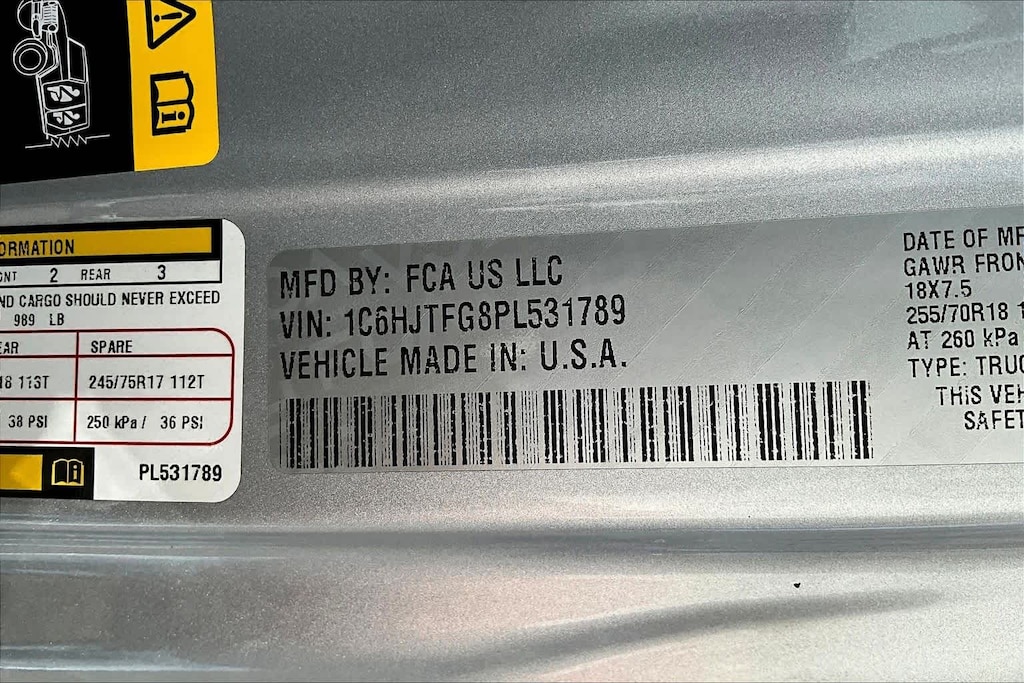 ORMATION
2 REAR 3
ND CARGO SHOULD NEVER EXCEED
989 LB
EAR SPARE
18 113T 245/75R17 112T
38 PSI 250 kPa / 36 PSI
PL531789
MFD BY: FCA US LLC
VIN: 1C6HJTFG8PL531789
VEHICLE MADE IN: U.S.A.
DATE OF MF
GAWR FRON
18X7.5
255/70R18 1
AT 260 kPa
TYPE: TRUC
THIS VEH
SAFET